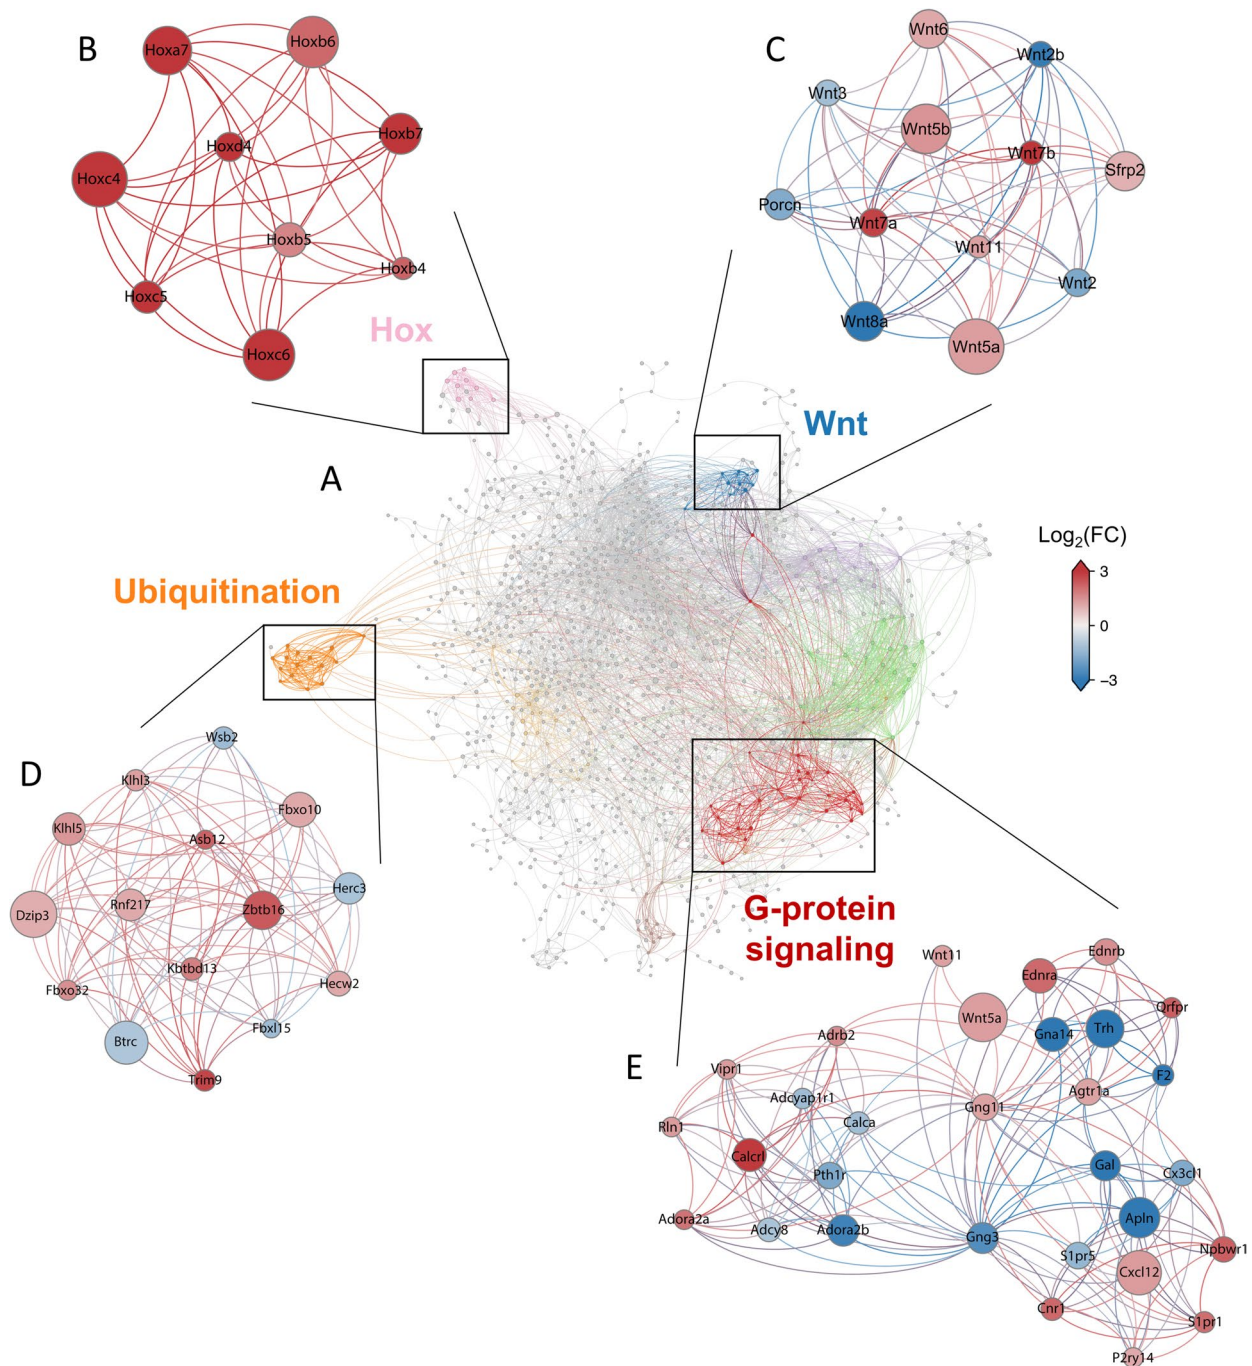 B
Hoxa7
Hoxb6
Hoxb7
Hoxd4
Hoxc4
Hoxb5
Hoxb4
Hoxc5
Hoxc6
Hox
C
Wnt6
Wnt2b
Wnt3
Wnt5b
Wnt7b
Sfrp2
Porcn
Wnt7a
Wnt11
Wnt2
Wnt8a
Wnt5a
Wnt
A
Log2(FC)
3
0
−3
Ubiquitination
D
Wsb2
Klhl3
Fbxo10
Klhl5
Asb12
Herc3
Dzip3
Rnf217
Zbtb16
Kbtbd13
Fbxo32
Hecw2
Fbxl15
Btrc
Trim9
G-protein
signaling
E
Wnt11
Ednrb
Ednra
Qrfpr
Wnt5a
Gna14
Trh
Adrb2
F2
Vipr1
Adcyap1r1
Agtr1a
Gng11
Calca
Rln1
Calcrl
Gal
Cx3cl1
Pth1r
Adora2a
Adcy8
Adora2b
Apln
Gng3
Npbwr1
S1pr5
Cxcl12
Cnr1
S1pr1
P2ry14